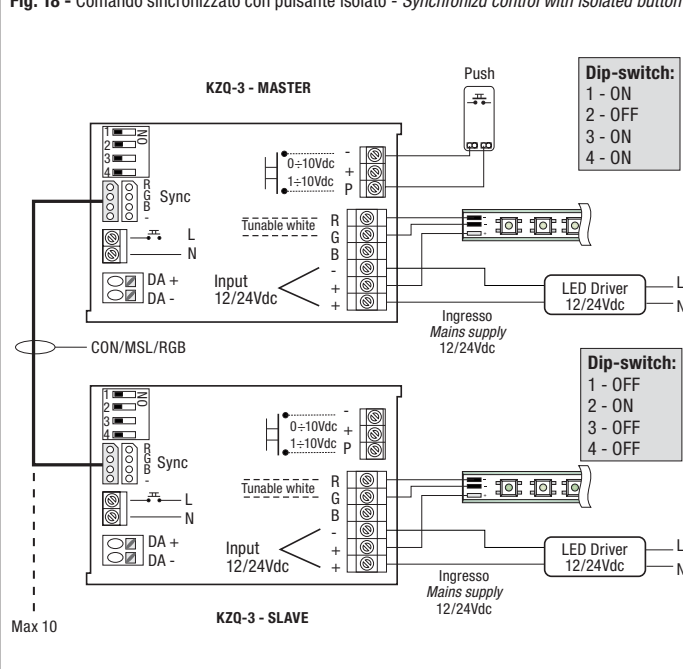 Fig. 18 - Comando sincronizzato con pulsante isolato - Synchronizd control with isolated button
KZQ-3 - MASTER
Push
Dip-switch:
1 - ON
2 - OFF
3 - ON
4 - ON
1
2
3
4
NO
R
G
B
-
Sync
L
N
DA +
DA -
0÷10Vdc
1÷10Vdc
-
+
P
Tunable white
R
G
B
-
+
+
Input
12/24Vdc
Ingresso
Mains supply
12/24Vdc
LED Driver
12/24Vdc
L
N
CON/MSL/RGB
Dip-switch:
1 - OFF
2 - ON
3 - OFF
4 - OFF
1
2
3
4
NO
R
G
B
-
Sync
L
N
DA +
DA -
0÷10Vdc
1÷10Vdc
-
+
P
Tunable white
R
G
B
-
+
+
Input
12/24Vdc
Ingresso
Mains supply
12/24Vdc
LED Driver
12/24Vdc
L
N
KZQ-3 - SLAVE
Max 10